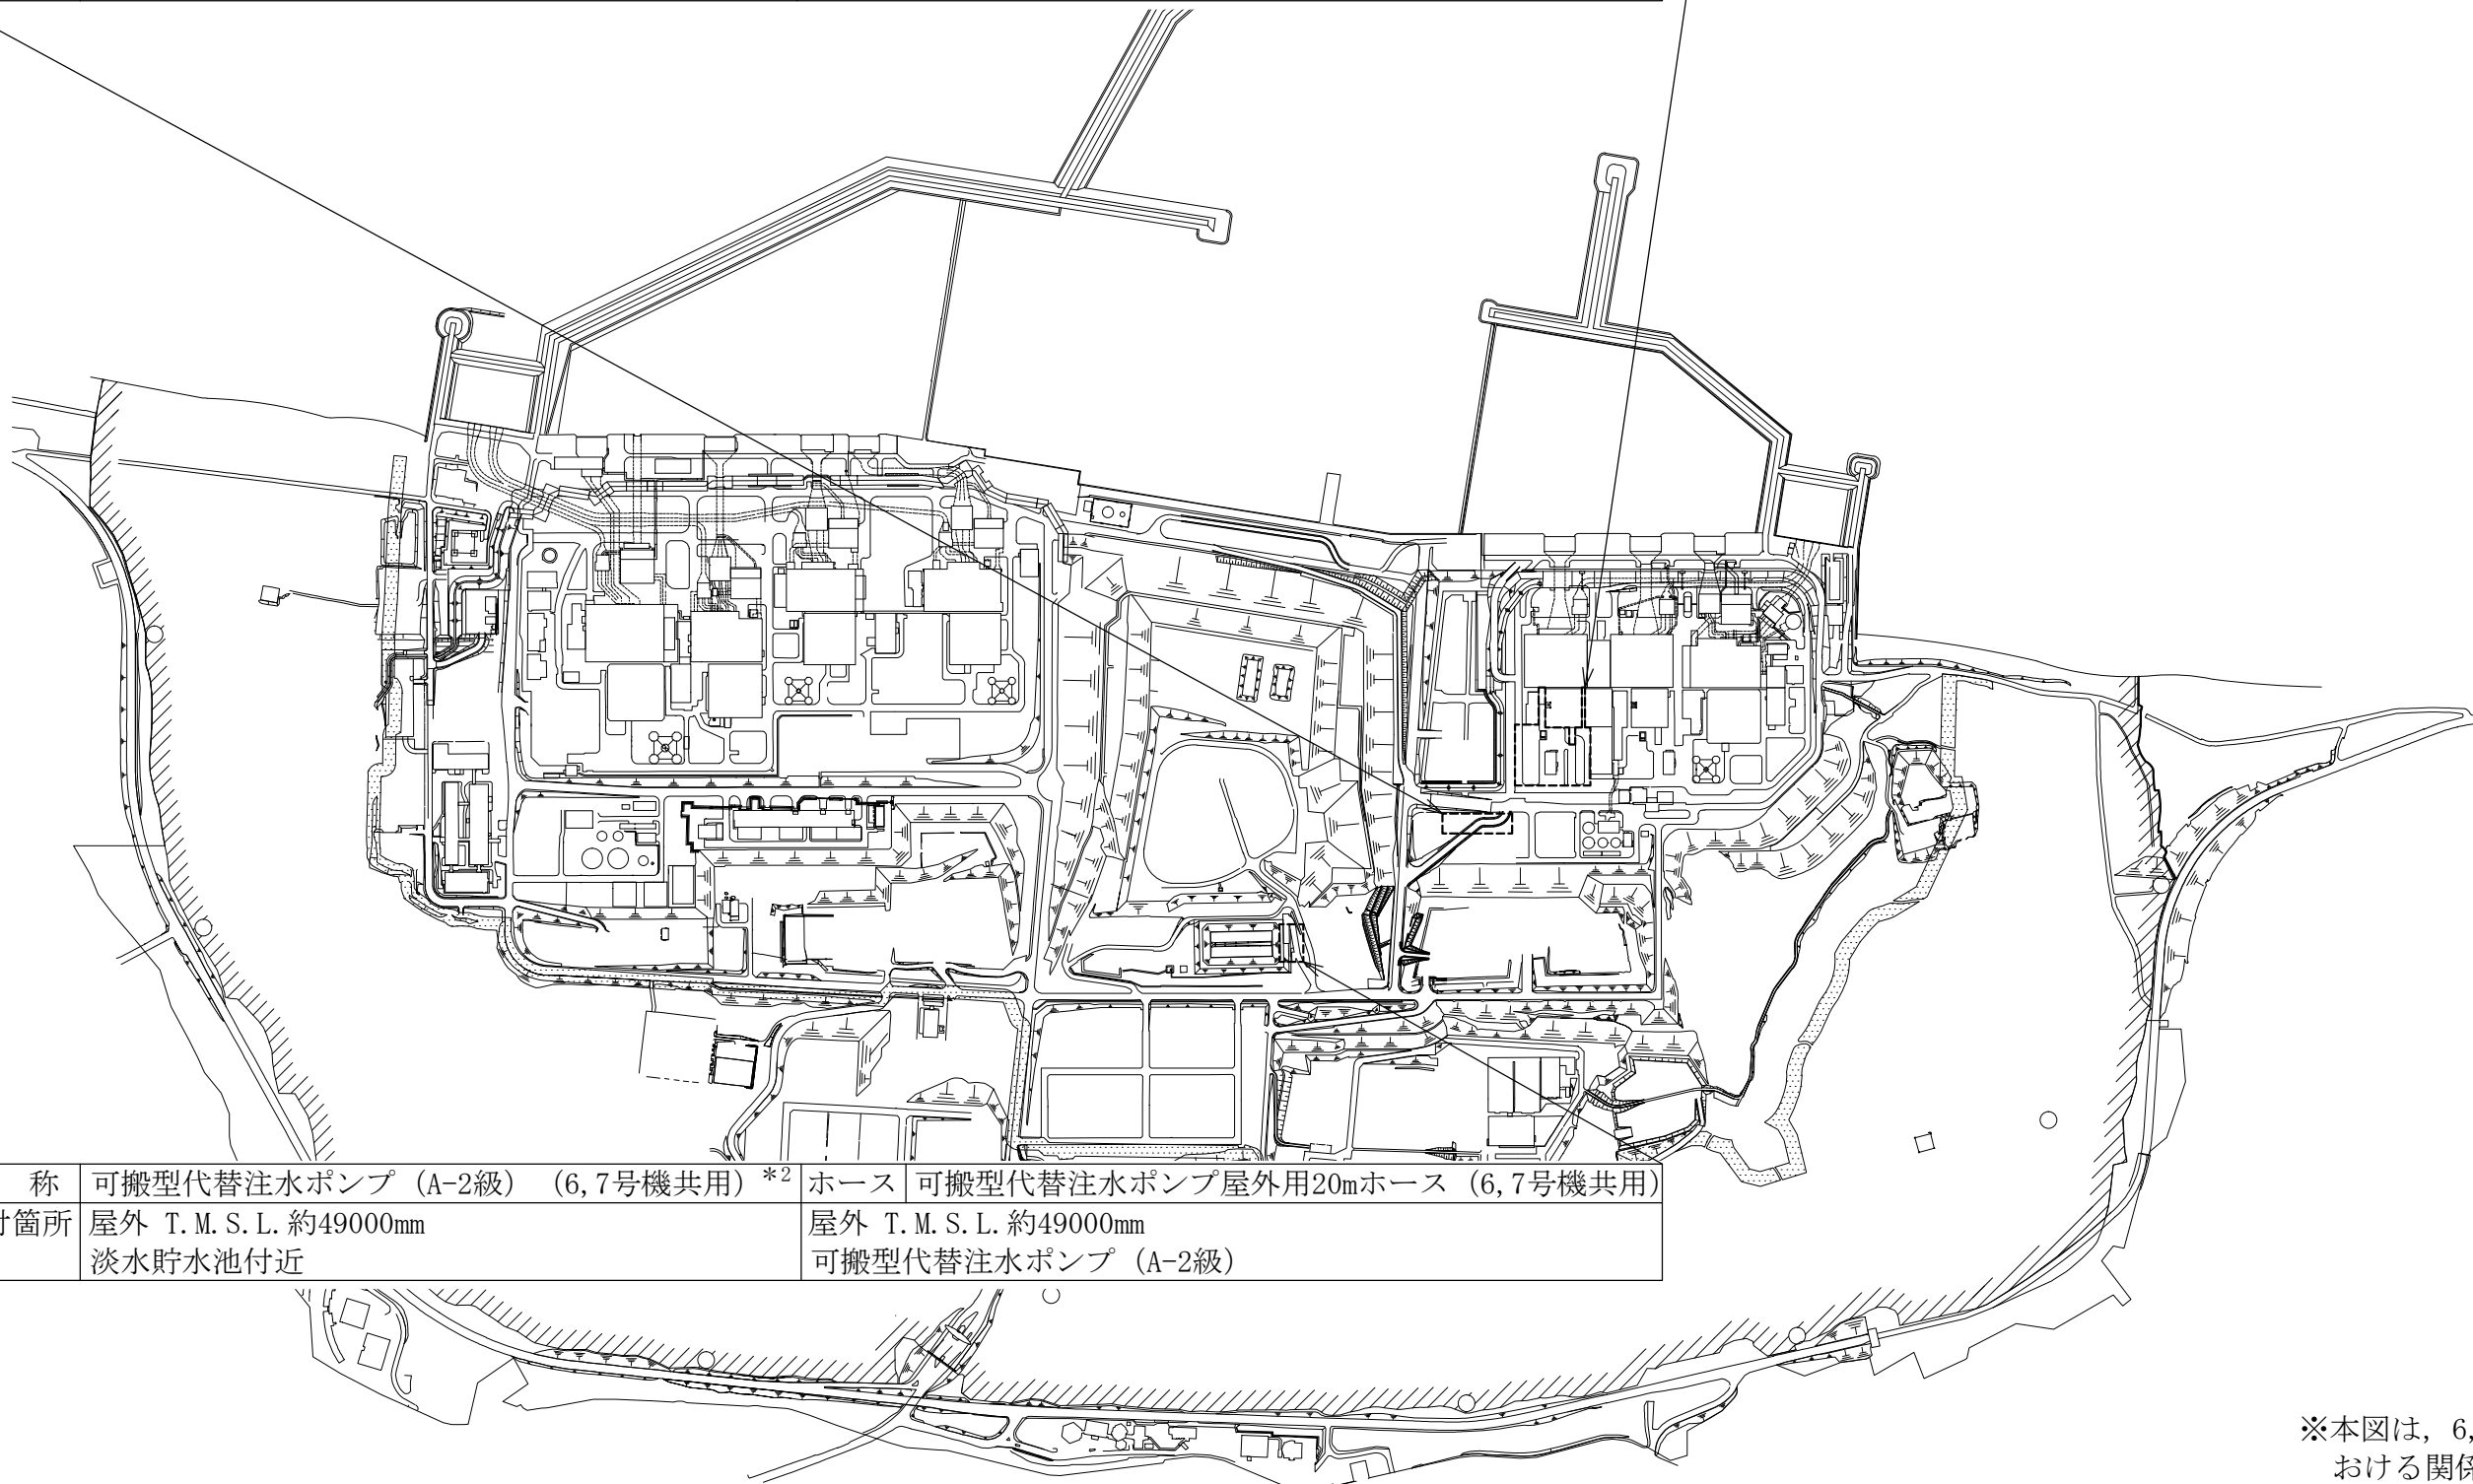 称 可搬型代替注水ポンプ (A-2級) (6,7号機共用)*2 ホース 可搬型代替注水ポンプ屋外用20mホース (6,7号機共用)
付箇所 屋外 T.M.S.L.約49000mm 屋外 T.M.S.L.約49000mm
淡水貯水池付近 可搬型代替注水ポンプ (A-2級)
※本図は, 6,
おける関係